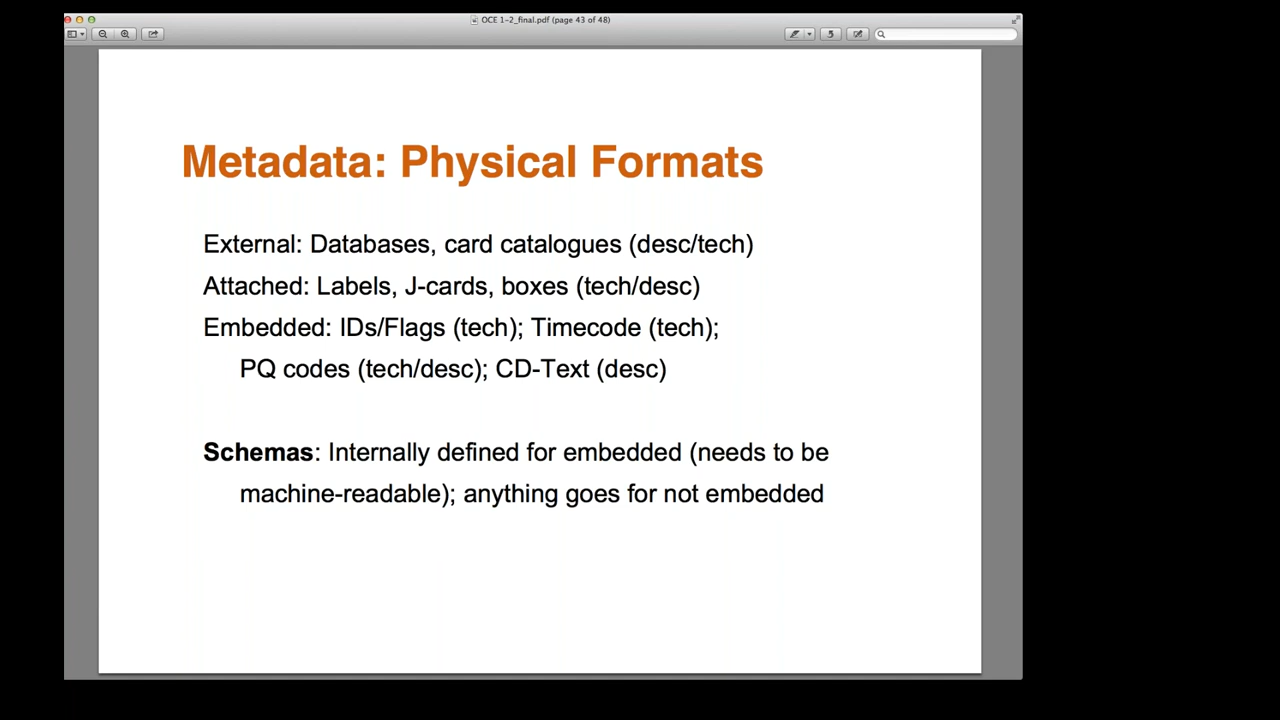 OCE 1-2_final.pdf (page 43 of 48)
Metadata: Physical Formats
External: Databases, card catalogues (desc/tech)
Attached: Labels, J-cards, boxes (tech/desc)
Embedded: IDs/Flags (tech); Timecode (tech);
PQ codes (tech/desc); CD-Text (desc)
Schemas: Internally defined for embedded (needs to be
machine-readable); anything goes for not embedded